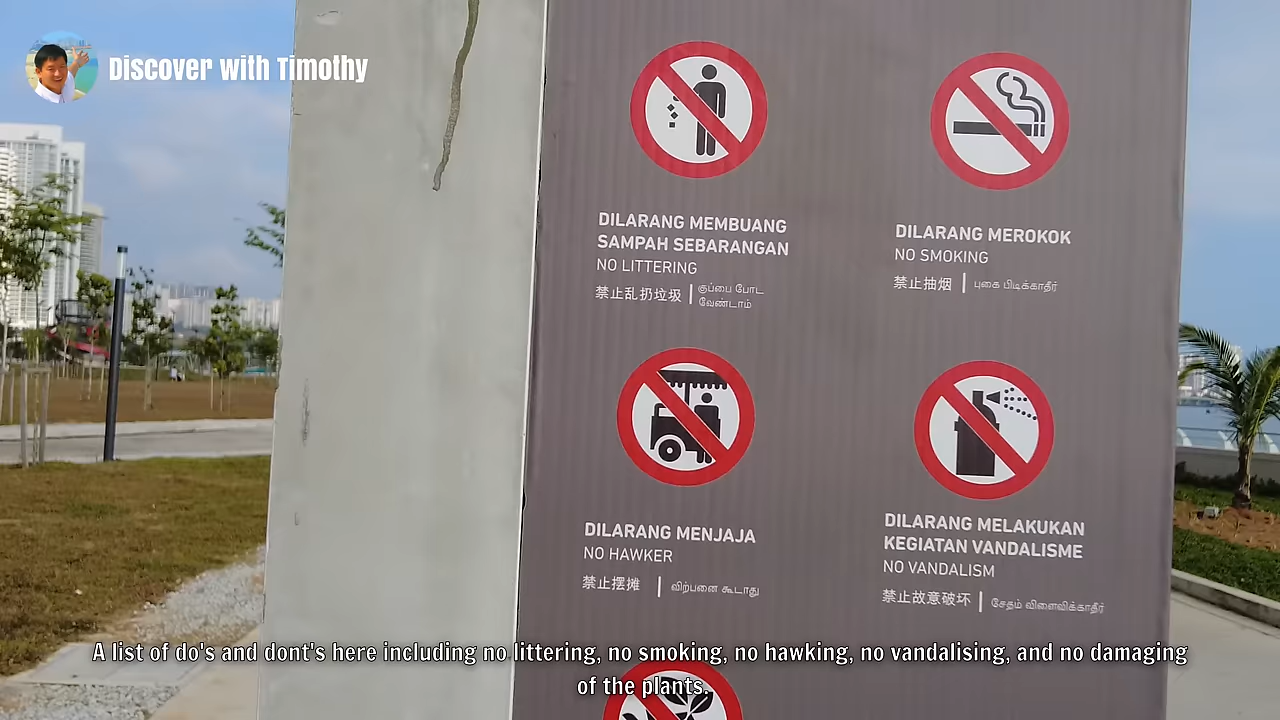 Discover with Timothy
DILARANG MEMBUANG
SAMPAH SEBARANGAN
NO LITTERING
禁止乱扔垃圾
குப்பை போட
வேண்டாம்
DILARANG MEROKOK
NO SMOKING
禁止抽烟
புகை பிடிக்காதீர்
DILARANG MENJAJA
NO HAWKER
禁止摆摊
விற்பனை கூடாது
DILARANG MELAKUKAN
KEGIATAN VANDALISME
NO VANDALISM
禁止故意破坏
சேதம் விளைவிக்காதீர்
A list of do's and dont's here including no littering, no smoking, no hawking, no vandalising, and no damaging
of the plants.